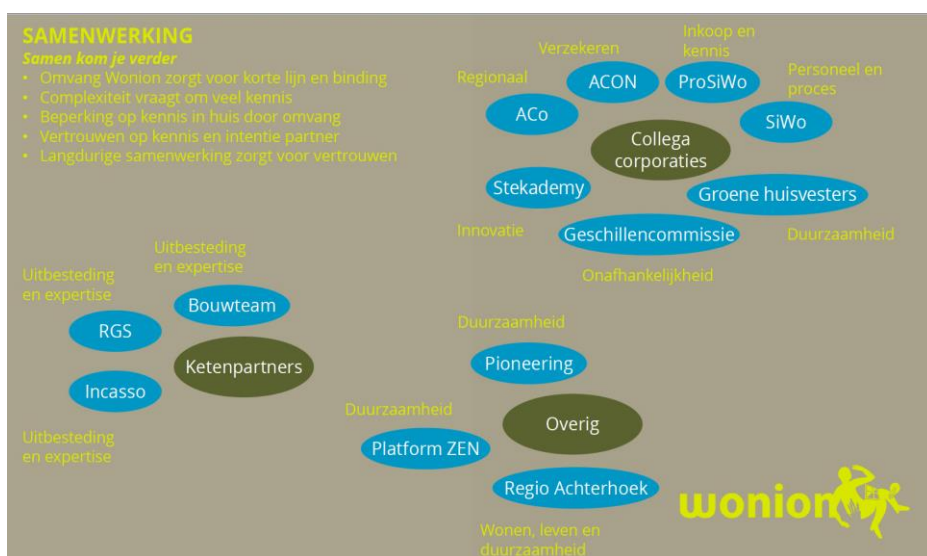 SAMENWERKING
Samen kom je verder
• Omvang Wonion zorgt voor korte lijn en binding
• Complexiteit vraagt om veel kennis
• Beperking op kennis in huis door omvang
• Vertrouwen op kennis en intentie partner
• Langdurige samenwerking zorgt voor vertrouwen
Regionaal
ACo
Verzekeren
ACON
Inkoop en
kennis
ProSiWo
Personeel en
proces
SiWo
Collega
corporaties
Stekademy
Innovatie
Groene huisvesters
Duurzaamheid
Geschillencommissie
Onafhankelijkheid
Uitbesteding
en expertise
Bouwteam
Uitbesteding
en expertise
RGS
Ketenpartners
Incasso
Uitbesteding
en expertise
Duurzaamheid
Pioneering
Overig
Duurzaamheid
Platform ZEN
Regio Achterhoek
Wonen, leven en
duurzaamheid
wonion